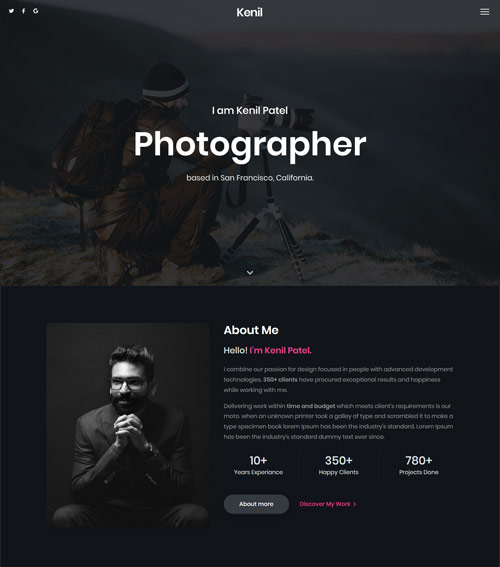 Kenil
I am Kenil Patel
Photographer
based in San Francisco, California.
About Me
Hello! I'm Kenil Patel.
I combine our passion for design focused in people with advanced development
technologies. 350+ clients have procured exceptional results and happiness
while working with me.
Delivering work within time and budget which meets client's requirements is our
moto. when an unknown printer took a galley of type and scrambled it to make a
type specimen book lorem Ipsum has been the industry's standard. Lorem Ipsum
has been the industry's standard dummy text ever since.
10+ 350+ 780+
Years Experiance Happy Clients Projects Done
About more Discover My Work